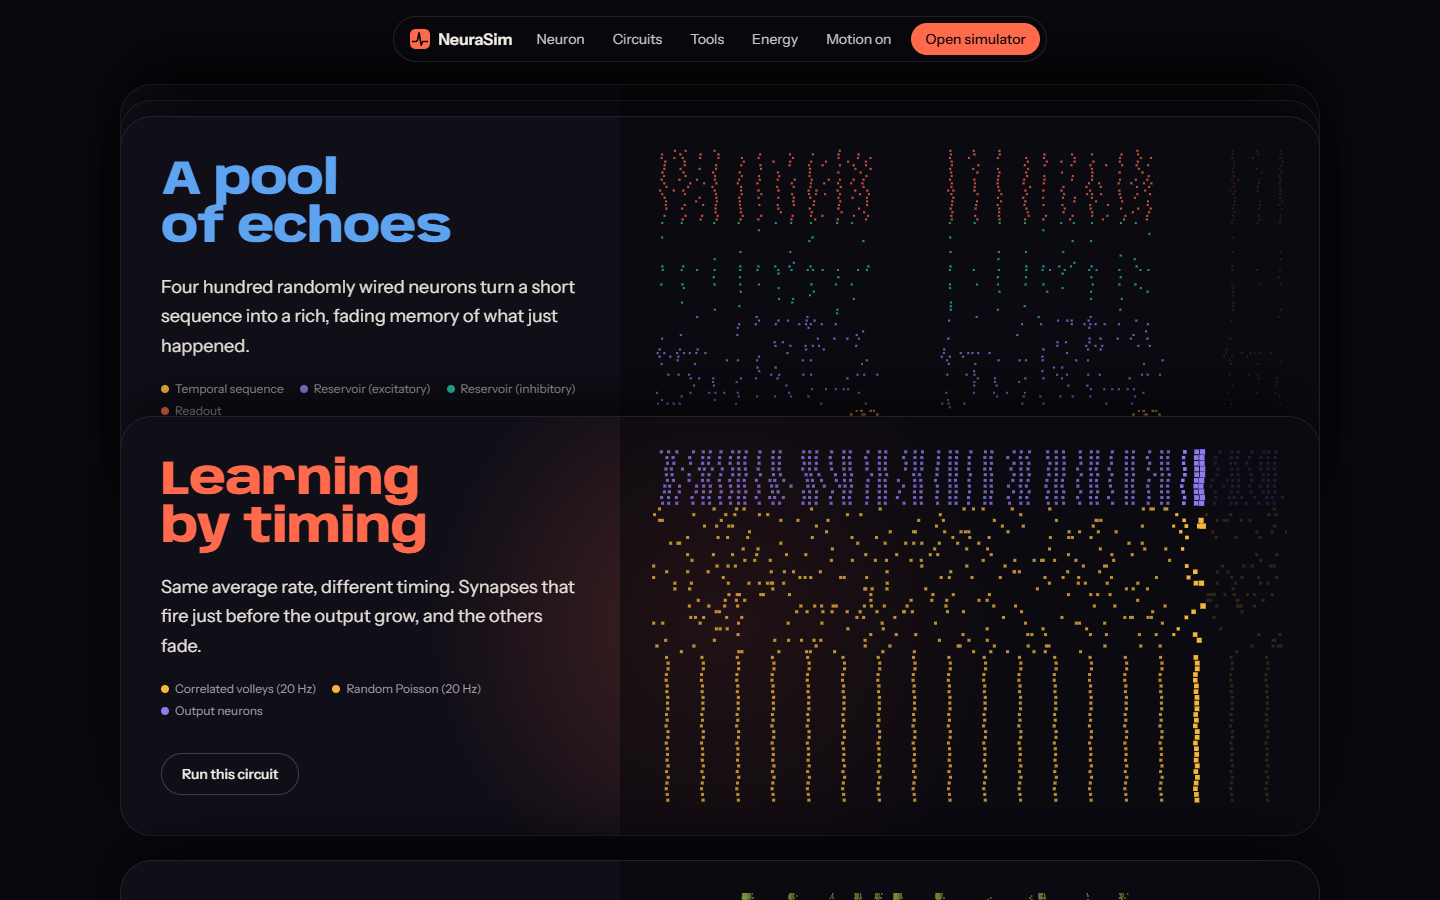 NeuraSim Neuron Circuits Tools Energy Motion on Open simulator
A pool
of echoes
Four hundred randomly wired neurons turn a short
sequence into a rich, fading memory of what just
happened.
Temporal sequence Reservoir (excitatory) Reservoir (inhibitory)
Readout
Learning
by timing
Same average rate, different timing. Synapses that
fire just before the output grow, and the others
fade.
Correlated volleys (20 Hz) Random Poisson (20 Hz)
Output neurons
Run this circuit